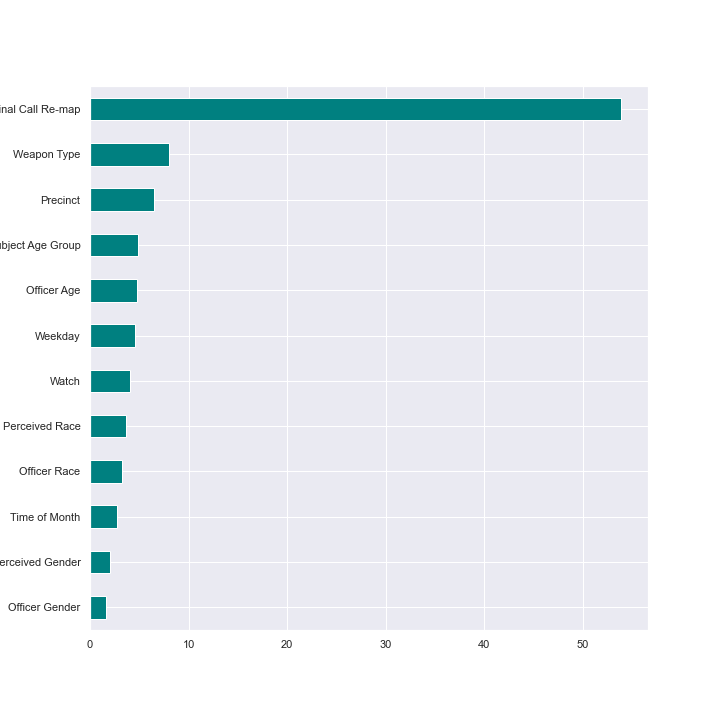 inal Call Re-map
Weapon Type
Precinct
bject Age Group
Officer Age
Weekday
Watch
Perceived Race
Officer Race
Time of Month
erceived Gender
Officer Gender
0 10 20 30 40 50